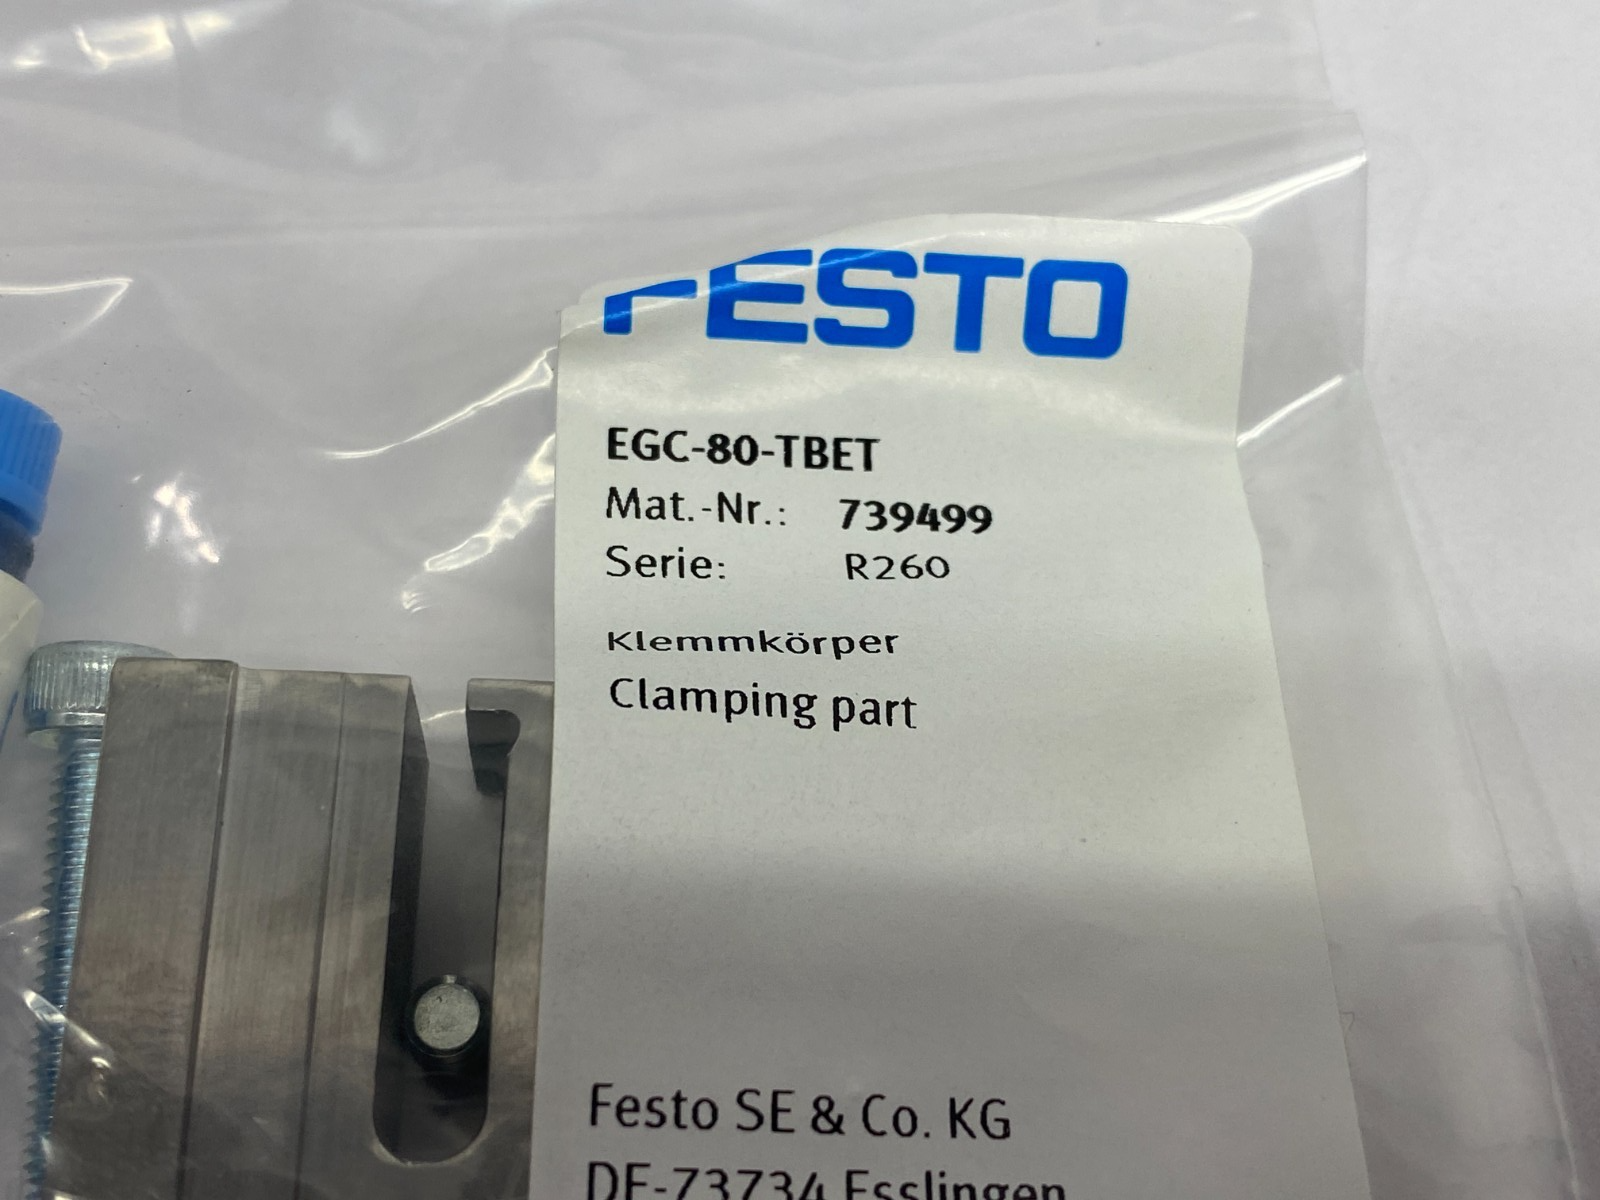 FESTO
EGC-80-TBET
Mat.-Nr.: 739499
Serie: R260
Klemmkörper
Clamping part
Festo SE & Co. KG
DE-73734 Esslingen